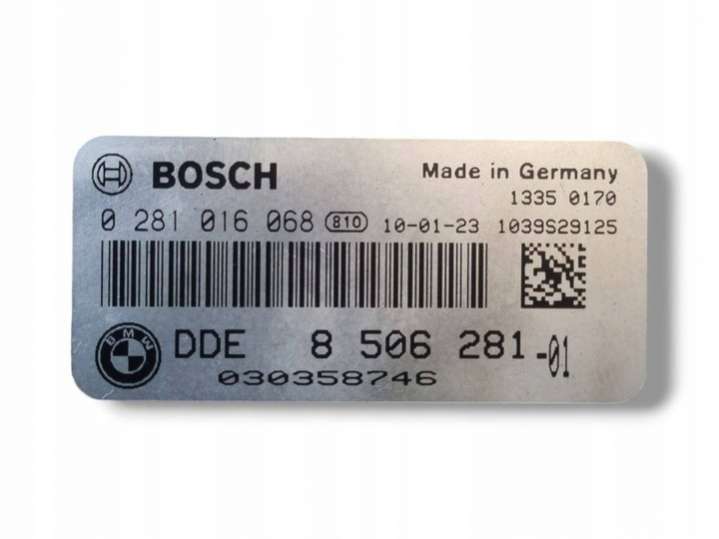 BOSCH
Made in Germany
1335 0170
0 281 016 068 810 10-01-23 1039S29125
BMW
DDE 8 506 281-01
030358746